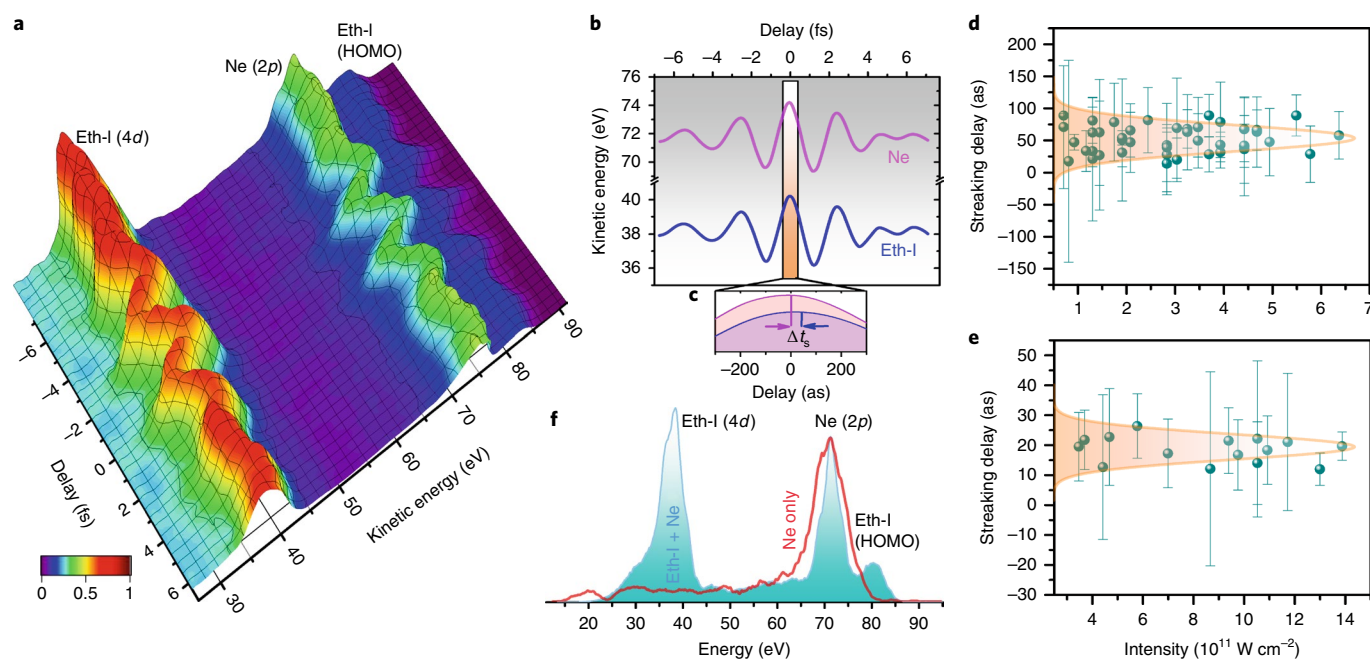 a
Eth-I (4d)
Ne (2p)
Eth-I
(HOMO)
–6
–4
–2
0
2
4
6
Delay (fs)
30
40
50
60
70
80
90
Kinetic energy (eV)
0 0.5 1
b
Delay (fs)
–6 –4 –2 0 2 4 6
Kinetic energy (eV)
76
74
72
70
40
38
36
Ne
Eth-I
c
Δts
–200 0 200
Delay (as)
f
Eth-I (4d)
Ne (2p)
Eth-I + Ne
Ne only
Eth-I
(HOMO)
20 30 40 50 60 70 80 90
Energy (eV)
d
Streaking delay (as)
200
150
100
50
0
–50
–100
–150
1 2 3 4 5 6 7
e
Streaking delay (as)
50
40
30
20
10
0
–10
–20
–30
4 6 8 10 12 14
Intensity (10¹¹ W cm⁻²)